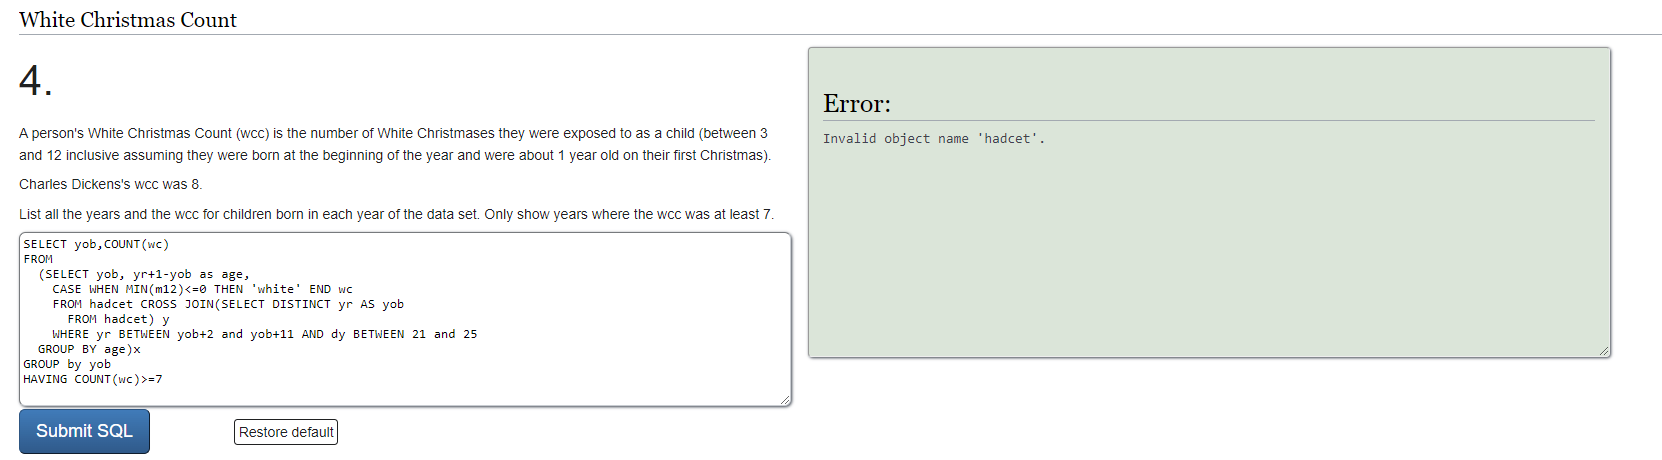 White Christmas Count
4.
A person's White Christmas Count (wcc) is the number of White Christmases they were exposed to as a child (between 3
and 12 inclusive assuming they were born at the beginning of the year and were about 1 year old on their first Christmas).
Charles Dickens's wcc was 8.
List all the years and the wcc for children born in each year of the data set. Only show years where the wcc was at least 7.
SELECT yob,COUNT(wc)
FROM
(SELECT yob, yr+1-yob as age,
CASE WHEN MIN(m12)<=0 THEN 'white' END wc
FROM hadcet CROSS JOIN(SELECT DISTINCT yr AS yob
FROM hadcet) y
WHERE yr BETWEEN yob+2 and yob+11 AND dy BETWEEN 21 and 25
GROUP BY age)x
GROUP by yob
HAVING COUNT(wc)>=7
Submit SQL
Restore default
Error:
Invalid object name 'hadcet'.